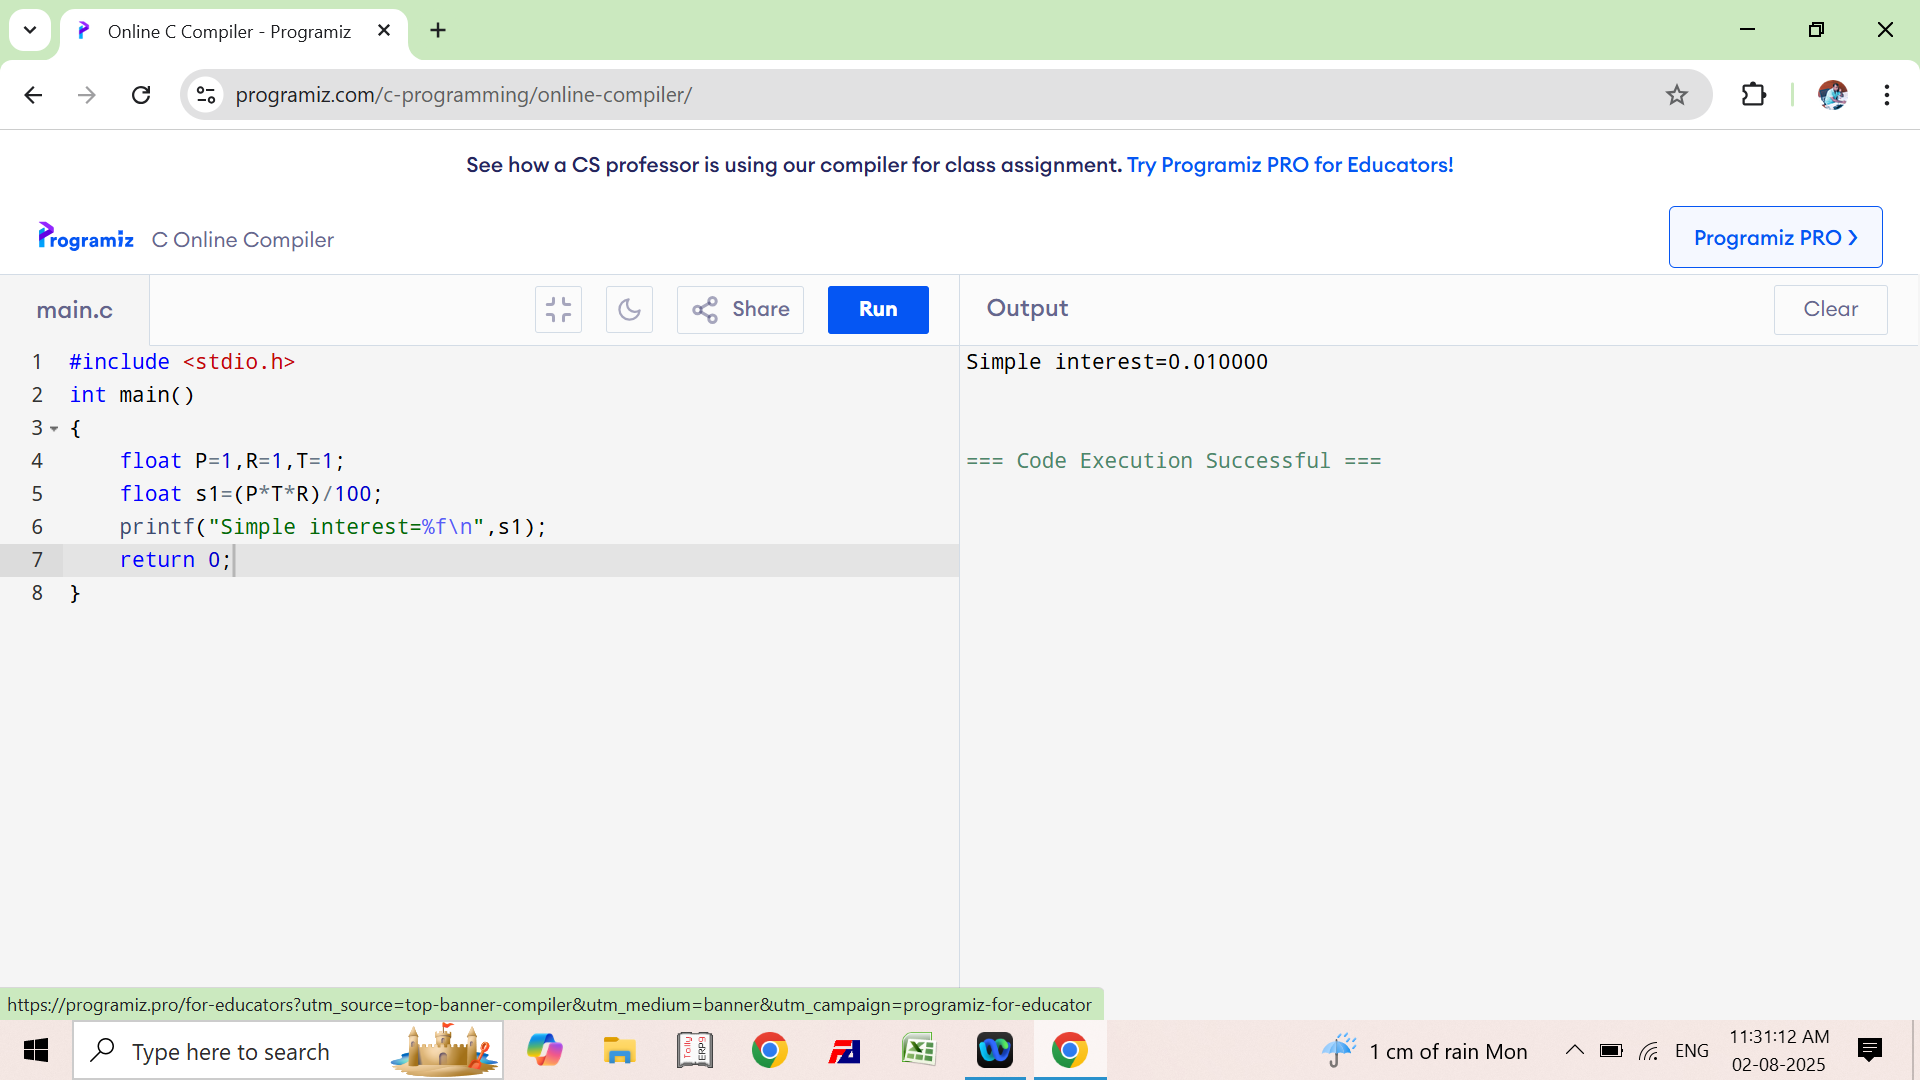 Online C Compiler - Programiz
programiz.com/c-programming/online-compiler/
See how a CS professor is using our compiler for class assignment. Try Programiz PRO for Educators!
Programiz C Online Compiler
Programiz PRO ❯
main.c
Share
Run
Output
Clear
1 #include <stdio.h>
2 int main()
3 {
4     float P=1,R=1,T=1;
5     float s1=(P*T*R)/100;
6     printf("Simple interest=%f\n",s1);
7     return 0;
8 }
Simple interest=0.010000
=== Code Execution Successful ===
https://programiz.pro/for-educators?utm_source=top-banner-compiler&utm_medium=banner&utm_campaign=programiz-for-educator
Type here to search
Tally
ERP9
1 cm of rain Mon
ENG
11:31:12 AM
02-08-2025